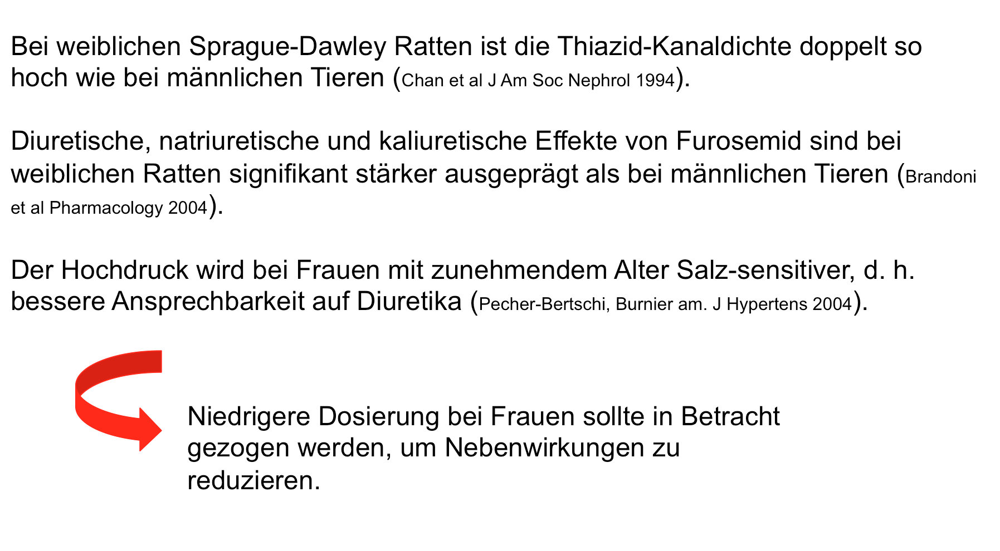 Bei weiblichen Sprague-Dawley Ratten ist die Thiazid-Kanaldichte doppelt so
hoch wie bei männlichen Tieren (Chan et al J Am Soc Nephrol 1994).
Diuretische, natriuretische und kaliuretische Effekte von Furosemid sind bei
weiblichen Ratten signifikant stärker ausgeprägt als bei männlichen Tieren (Brandoni
et al Pharmacology 2004).
Der Hochdruck wird bei Frauen mit zunehmendem Alter Salz-sensitiver, d. h.
bessere Ansprechbarkeit auf Diuretika (Pecher-Bertschi, Burnier am. J Hypertens 2004).
Niedrigere Dosierung bei Frauen sollte in Betracht
gezogen werden, um Nebenwirkungen zu
reduzieren.